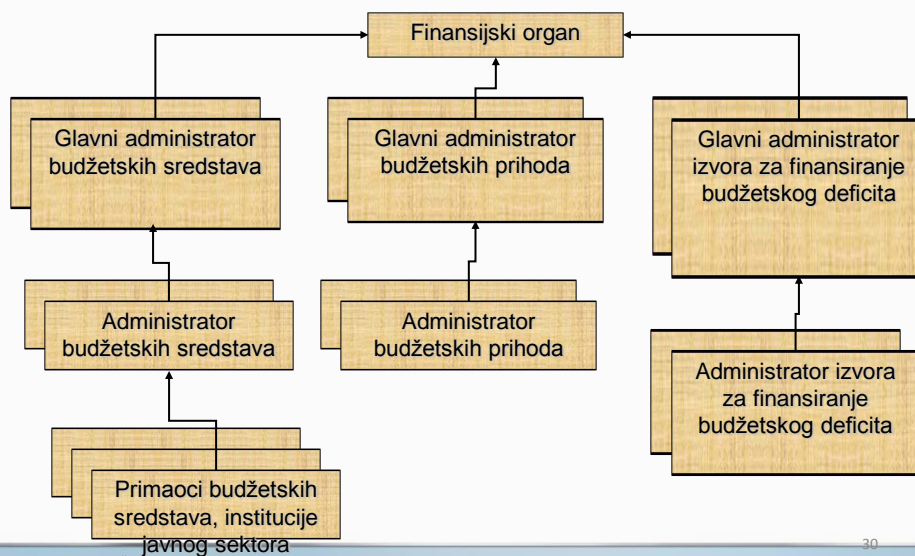 Finansijski organ
Glavni administrator
budžetskih sredstava
Glavni administrator
budžetskih prihoda
Glavni administrator
izvora za finansiranje
budžetskog deficita
Administrator
budžetskih sredstava
Administrator
budžetskih prihoda
Administrator izvora
za finansiranje
budžetskog deficita
Primaoci budžetskih
sredstava, institucije
javnog sektora
30